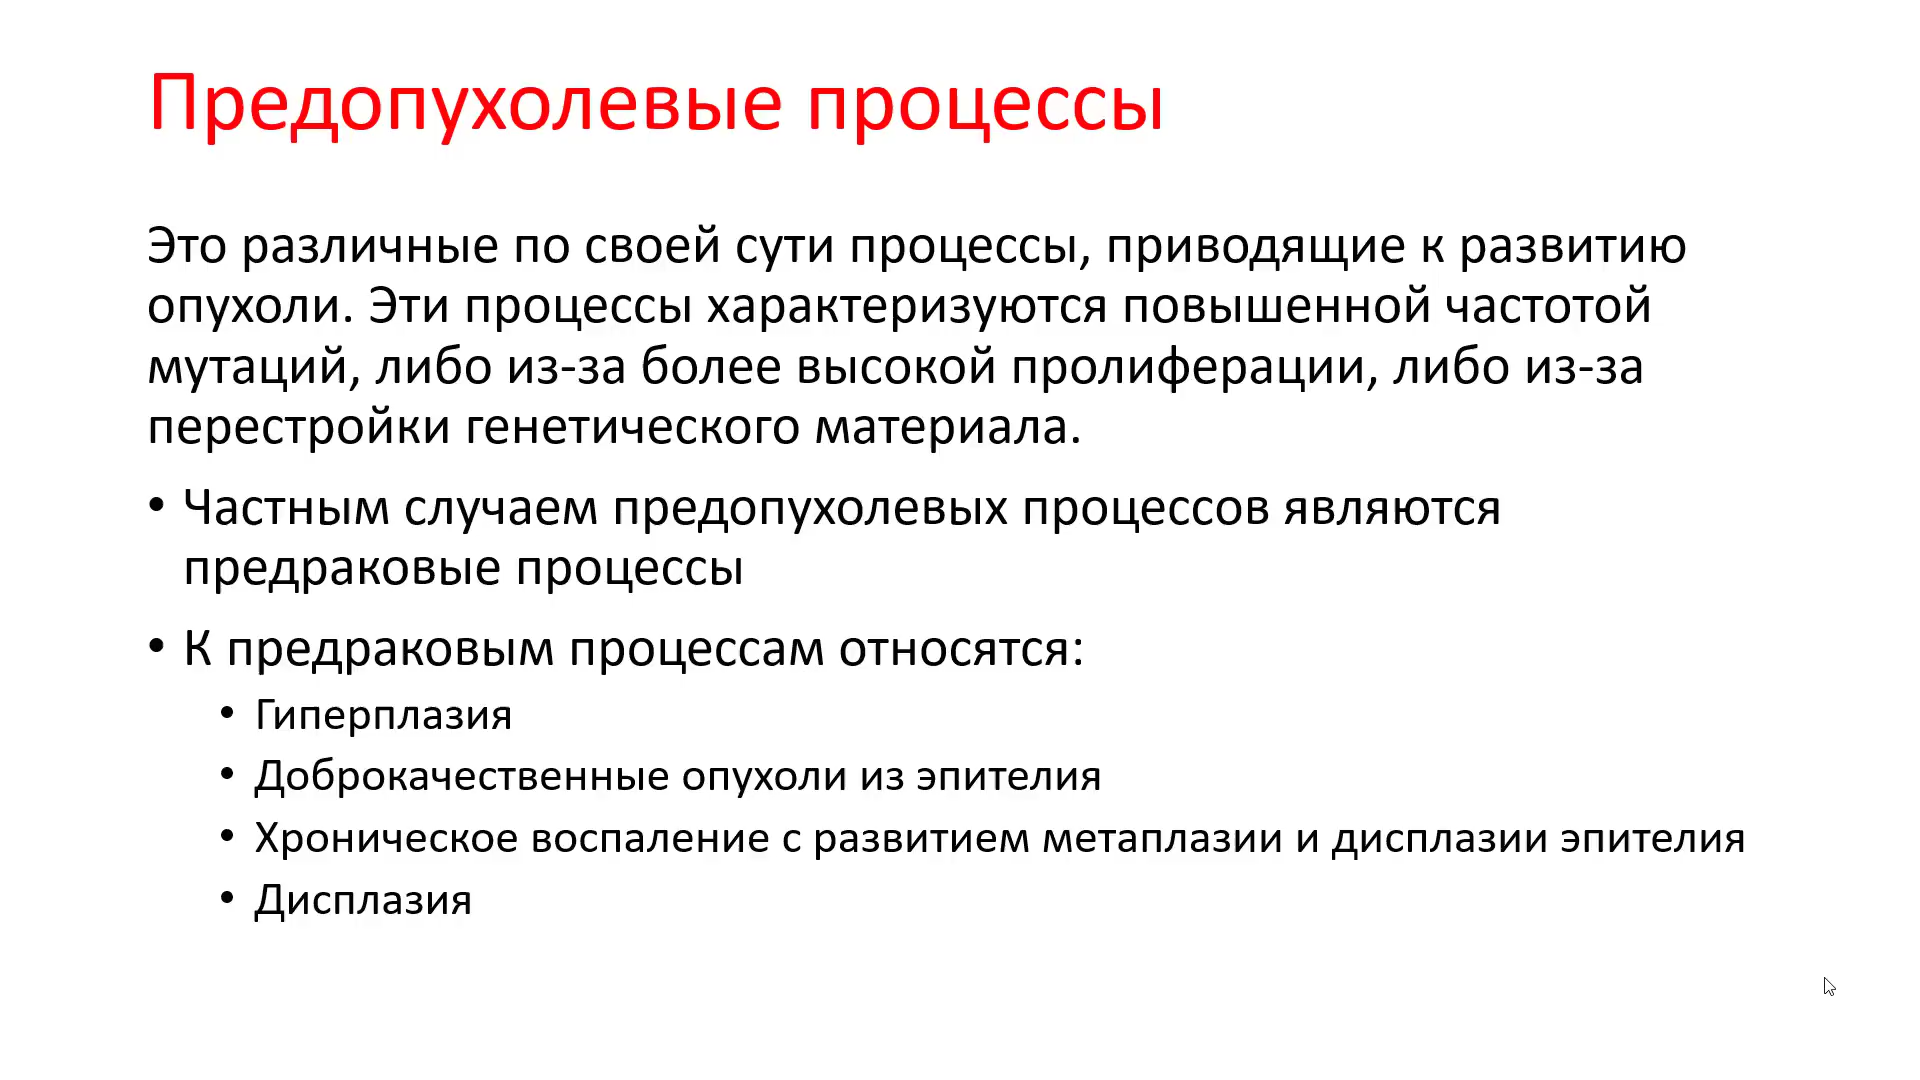 Предопухолевые процессы
Это различные по своей сути процессы, приводящие к развитию
опухоли. Эти процессы характеризуются повышенной частотой
мутаций, либо из-за более высокой пролиферации, либо из-за
перестройки генетического материала.
• Частным случаем предопухолевых процессов являются
предраковые процессы
• К предраковым процессам относятся:
• Гиперплазия
• Доброкачественные опухоли из эпителия
• Хроническое воспаление с развитием метаплазии и дисплазии эпителия
• Дисплазия